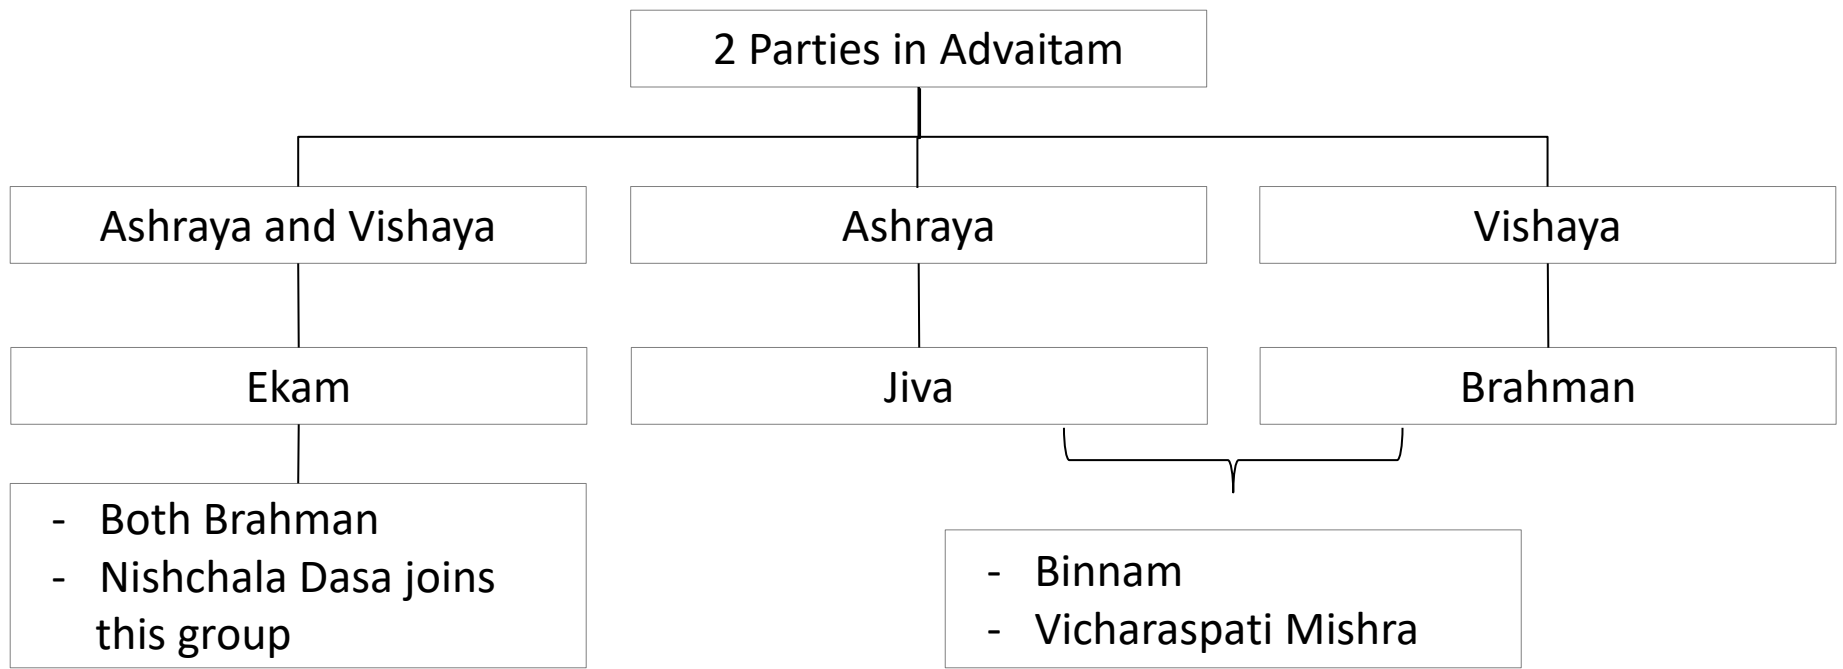 2 Parties in Advaitam
Ashraya and Vishaya
Ashraya
Vishaya
Ekam
Jiva
Brahman
- Both Brahman
- Nishchala Dasa joins
this group
- Binnam
- Vicharaspati Mishra